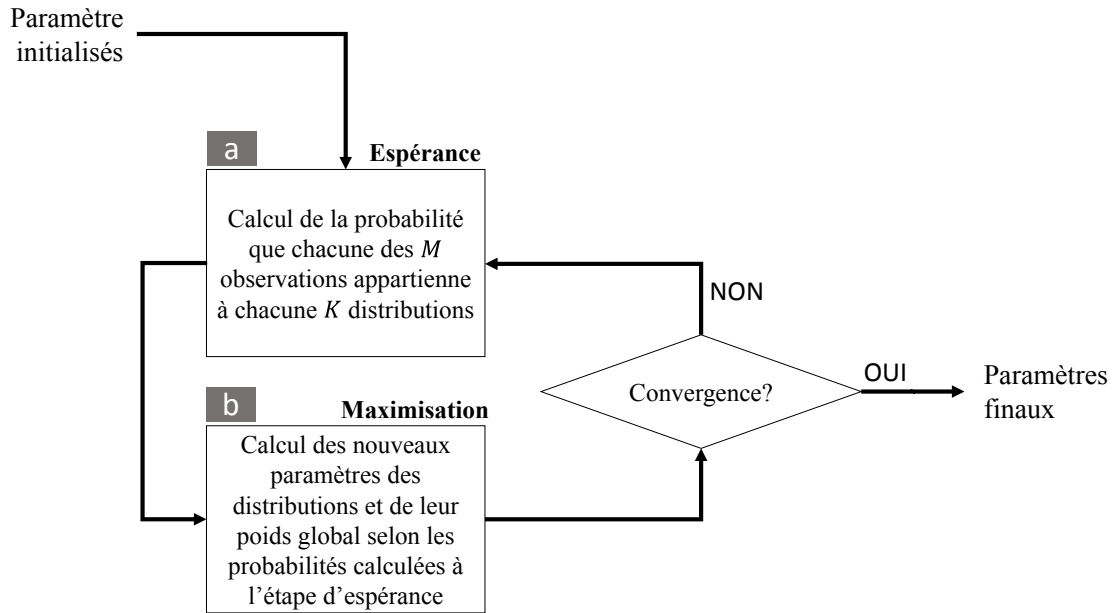 Paramètre
initialisés
a
Espérance
Calcul de la probabilité
que chacune des M
observations appartienne
à chacune K distributions
NON
Convergence?
OUI
Paramètres
finaux
b
Maximisation
Calcul des nouveaux
paramètres des
distributions et de leur
poids global selon les
probabilités calculées à
l’étape d’espérance